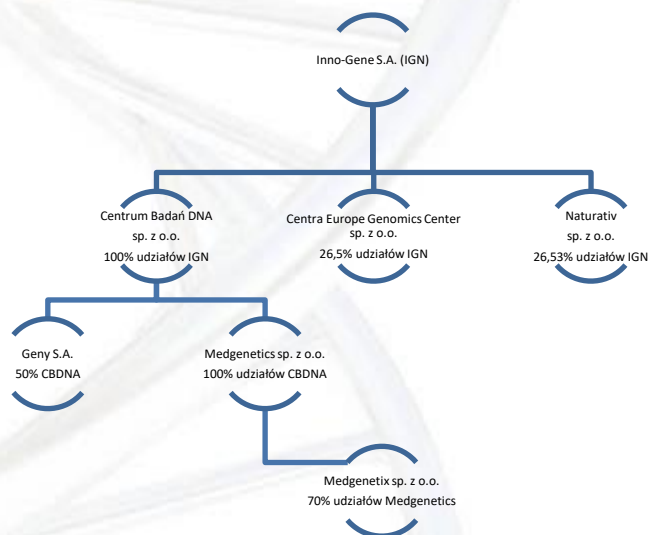 Inno-Gene S.A. (IGN)
Centrum Badań DNA
sp. z o.o.
100% udziałów IGN
Centra Europe Genomics Center
sp. z o.o.
26,5% udziałów IGN
Naturativ
sp. z o.o.
26,53% udziałów IGN
Geny S.A.
50% CBDNA
Medgenetics sp. z o.o.
100% udziałów CBDNA
Medgenetix sp. z o.o.
70% udziałów Medgenetics